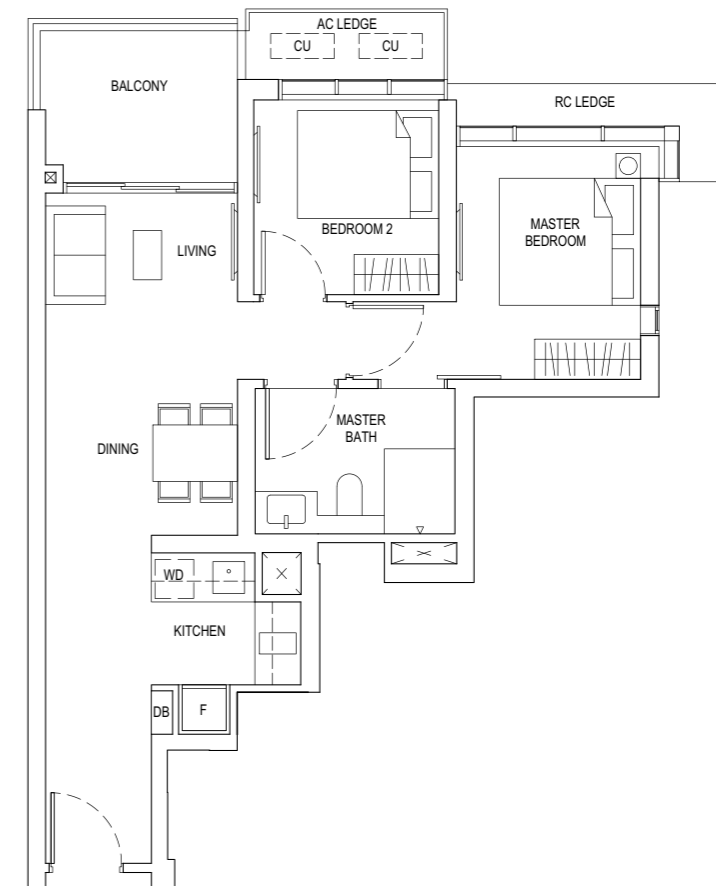 AC LEDGE
CU
CU
BALCONY
RC LEDGE
BEDROOM 2
MASTER
BEDROOM
LIVING
MASTER
BATH
DINING
WD
KITCHEN
DB
F